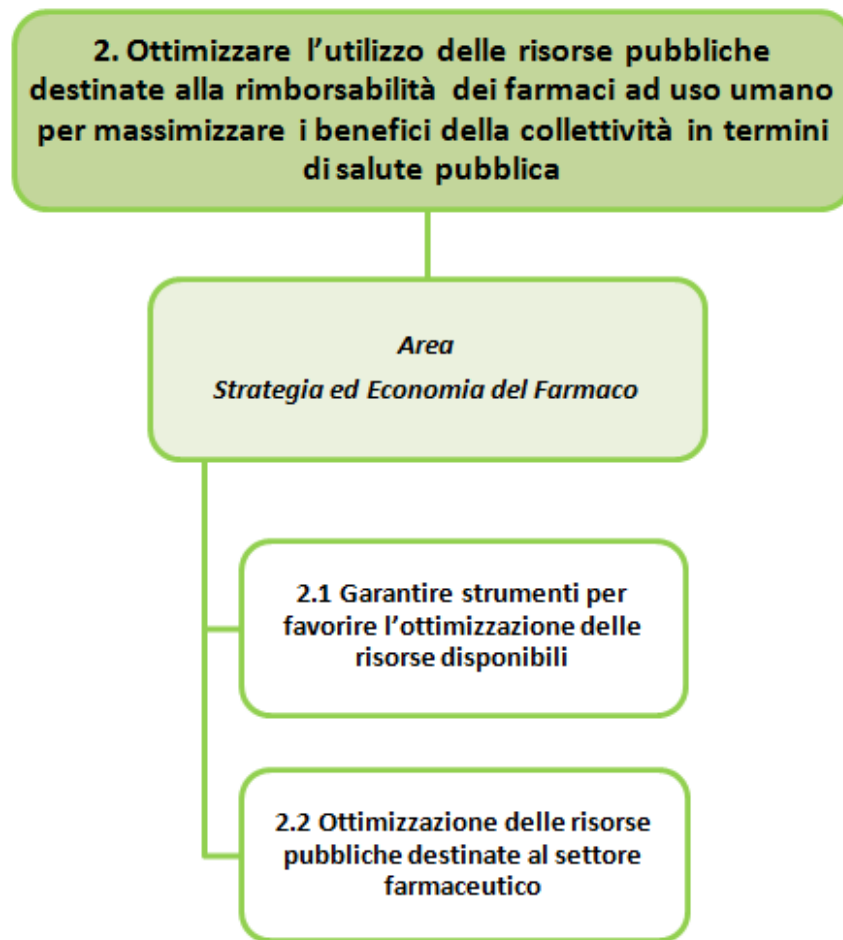 2. Ottimizzare l'utilizzo delle risorse pubbliche
destinate alla rimborsabilità dei farmaci ad uso umano
per massimizzare i benefici della collettività in termini
di salute pubblica
Area
Strategia ed Economia del Farmaco
2.1 Garantire strumenti per
favorire l'ottimizzazione delle
risorse disponibili
2.2 Ottimizzazione delle risorse
pubbliche destinate al settore
farmaceutico